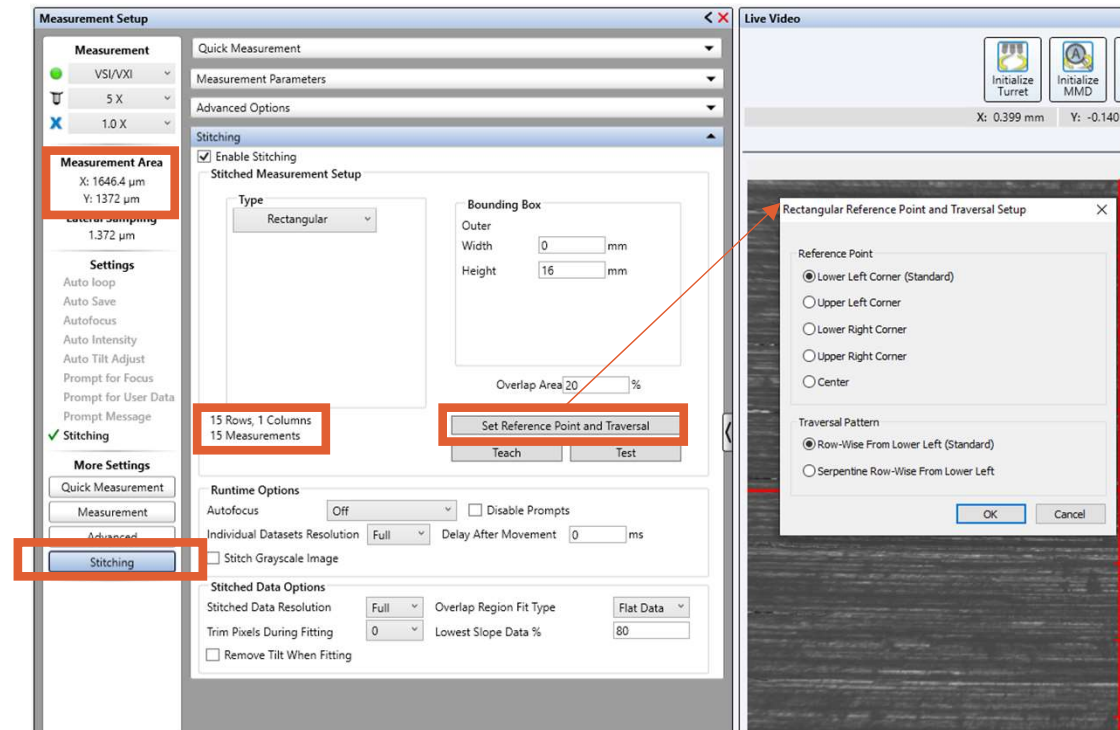 Measurement Setup
Measurement
VSI/VXI
5 X
1.0 X
Measurement Area
X: 1646.4 µm
Y: 1372 µm
Lateral Sampling
1.372 µm
Settings
Auto loop
Auto Save
Autofocus
Auto Intensity
Auto Tilt Adjust
Prompt for Focus
Prompt for User Data
Prompt Message
Stitching
More Settings
Quick Measurement
Measurement
Advanced
Stitching
Quick Measurement
Measurement Parameters
Advanced Options
Stitching
Enable Stitching
Stitched Measurement Setup
Type
Rectangular
Bounding Box
Outer
Width 0 mm
Height 16 mm
Overlap Area 20 %
15 Rows, 1 Columns
15 Measurements
Set Reference Point and Traversal
Teach Test
Runtime Options
Autofocus Off Disable Prompts
Individual Datasets Resolution Full Delay After Movement 0 ms
Stitch Grayscale Image
Stitched Data Options
Stitched Data Resolution Full Overlap Region Fit Type Flat Data
Trim Pixels During Fitting 0 Lowest Slope Data % 80
Remove Tilt When Fitting
Live Video
Initialize
Turret
Initialize
MMD
X: 0.399 mm Y: -0.140
Rectangular Reference Point and Traversal Setup
Reference Point
Lower Left Corner (Standard)
Upper Left Corner
Lower Right Corner
Upper Right Corner
Center
Traversal Pattern
Row-Wise From Lower Left (Standard)
Serpentine Row-Wise From Lower Left
OK Cancel